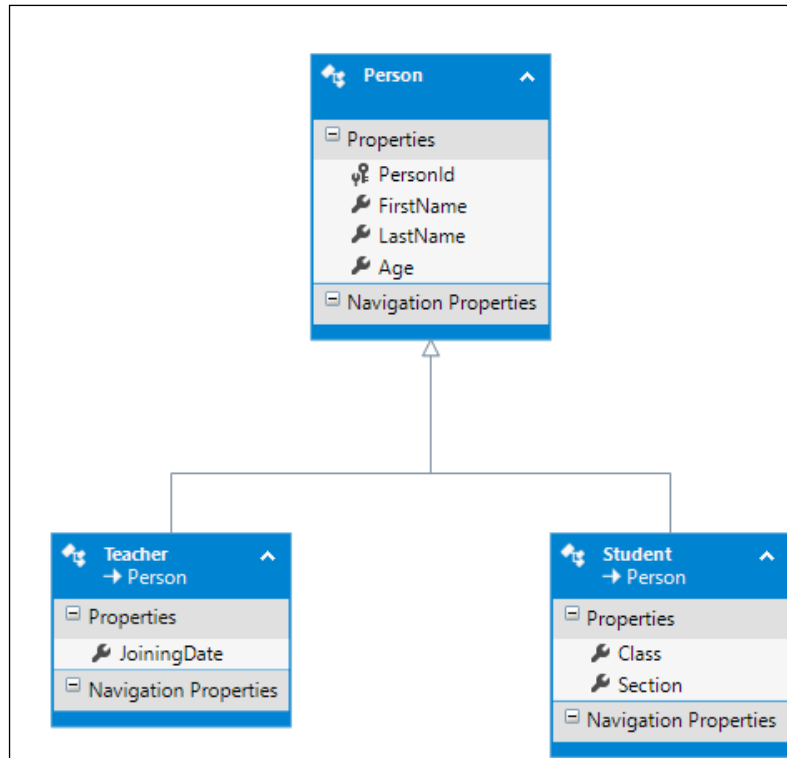 Person
Properties
PersonId
FirstName
LastName
Age
Navigation Properties
Teacher
Person
Properties
JoiningDate
Navigation Properties
Student
Person
Properties
Class
Section
Navigation Properties